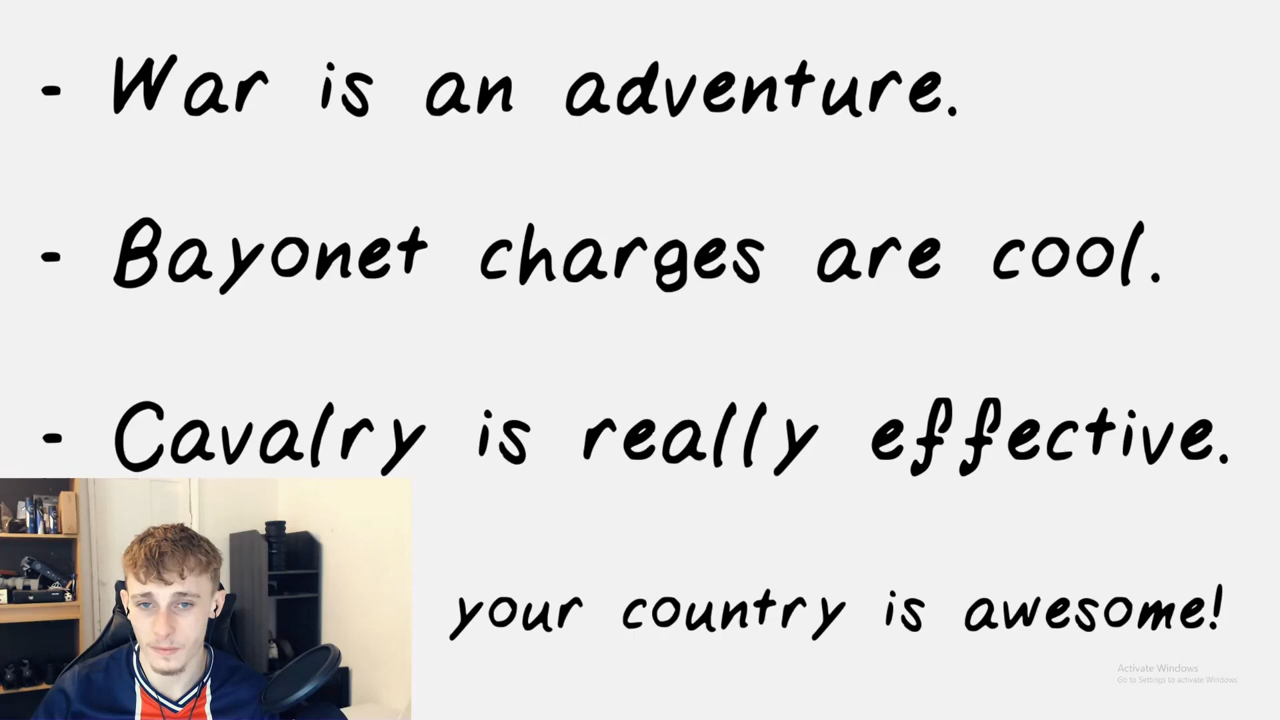 - War is an adventure.
- Bayonet charges are cool.
- Cavalry is really effective.
your country is awesome!
Activate Windows
Go to Settings to activate Windows.